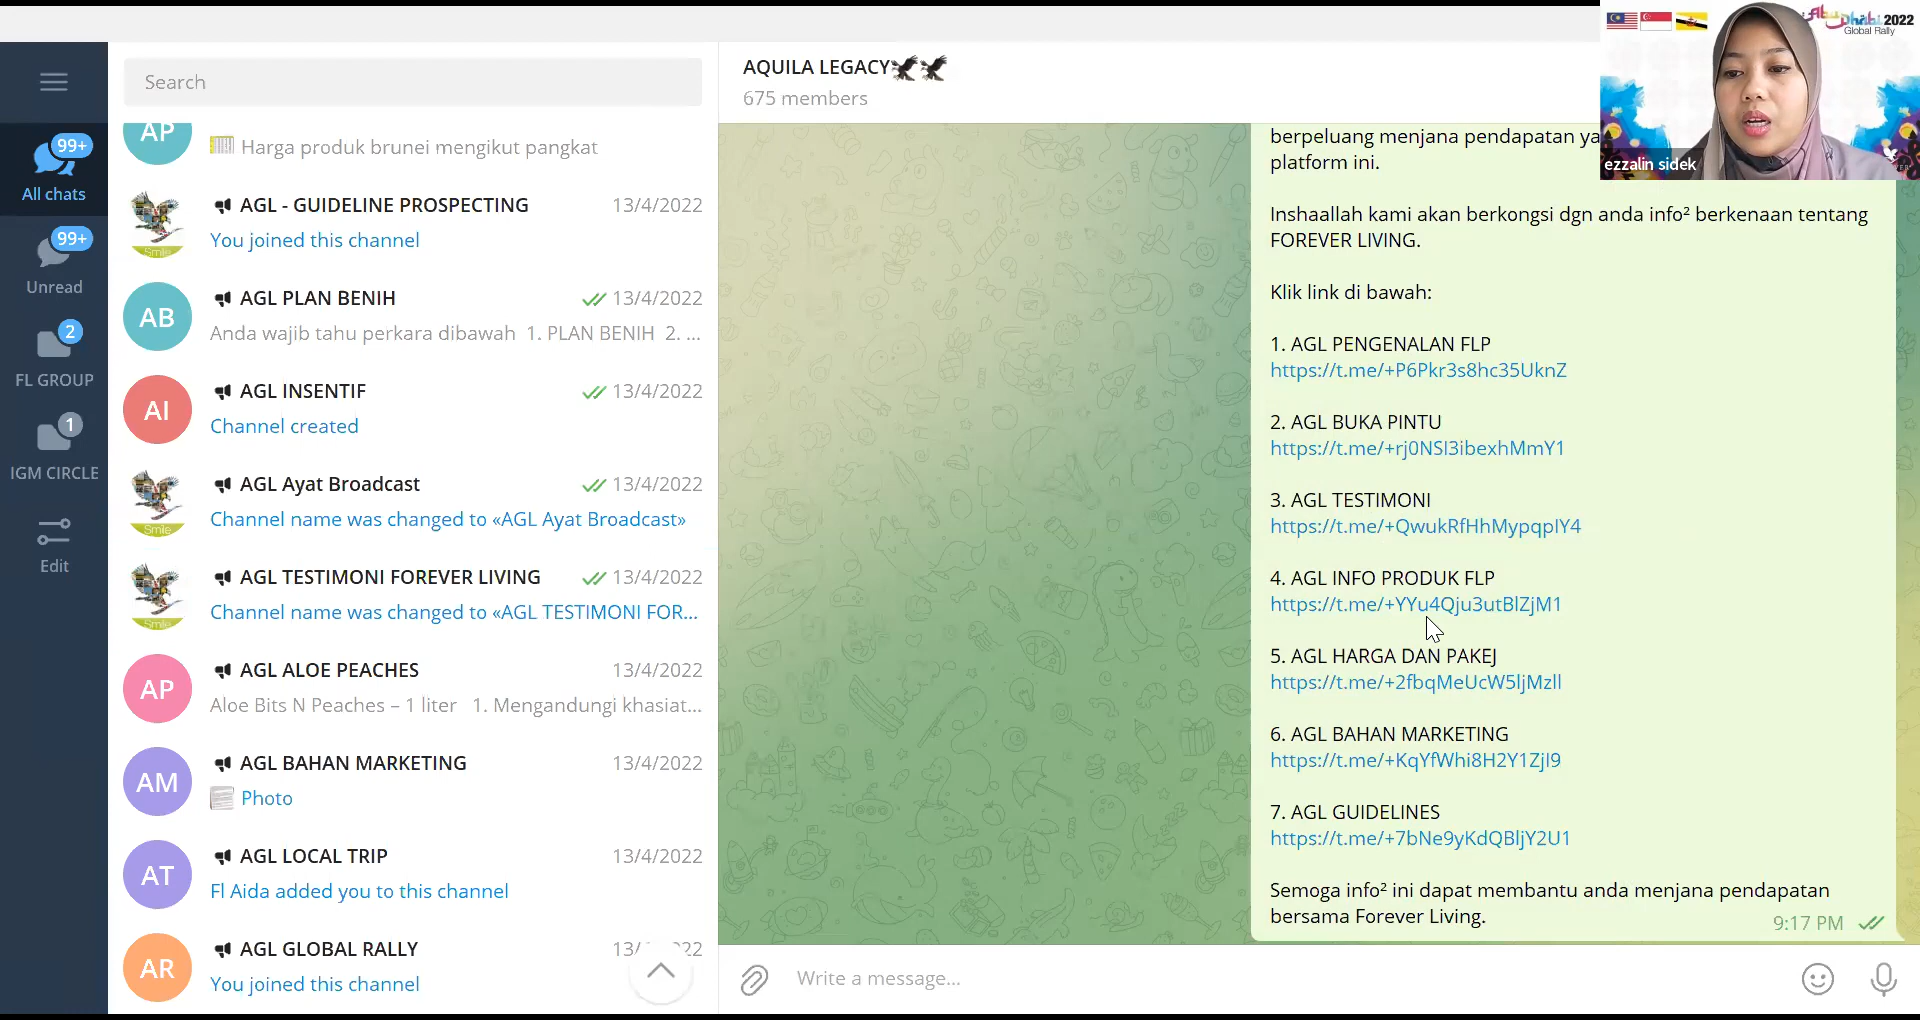 Search
99+
All chats
99+
Unread
2
FL GROUP
1
IGM CIRCLE
Edit
AP
Harga produk brunei mengikut pangkat
AGL - GUIDELINE PROSPECTING 13/4/2022
You joined this channel
Smile
AB
AGL PLAN BENIH 13/4/2022
Anda wajib tahu perkara dibawah 1. PLAN BENIH 2. ...
AI
AGL INSENTIF 13/4/2022
Channel created
AGL Ayat Broadcast 13/4/2022
Channel name was changed to «AGL Ayat Broadcast»
Smile
AGL TESTIMONI FOREVER LIVING 13/4/2022
Channel name was changed to «AGL TESTIMONI FOR...
Smile
AP
AGL ALOE PEACHES 13/4/2022
Aloe Bits N Peaches – 1 liter 1. Mengandungi khasiat...
AM
AGL BAHAN MARKETING 13/4/2022
Photo
AT
AGL LOCAL TRIP 13/4/2022
Fl Aida added you to this channel
AR
AGL GLOBAL RALLY
You joined this channel
AQUILA LEGACY
675 members
berpeluang menjana pendapatan
platform ini.
Inshaallah kami akan berkongsi dgn anda info² berkenaan tentang
FOREVER LIVING.
Klik link di bawah:
1. AGL PENGENALAN FLP
https://t.me/+P6Pkr3s8hc35UknZ
2. AGL BUKA PINTU
https://t.me/+rj0NSI3ibexhMmY1
3. AGL TESTIMONI
https://t.me/+QwukRfHhMypqpIY4
4. AGL INFO PRODUK FLP
https://t.me/+YYu4Qju3utBlZjM1
5. AGL HARGA DAN PAKEJ
https://t.me/+2fbqMeUcW5ljMzll
6. AGL BAHAN MARKETING
https://t.me/+KqYfWhi8H2Y1ZjI9
7. AGL GUIDELINES
https://t.me/+7bNe9yKdQBljY2U1
Semoga info² ini dapat membantu anda menjana pendapatan
bersama Forever Living.
9:17 PM
Write a message...
Abu Dhabi 2022
Global Rally
ezzalin sidek